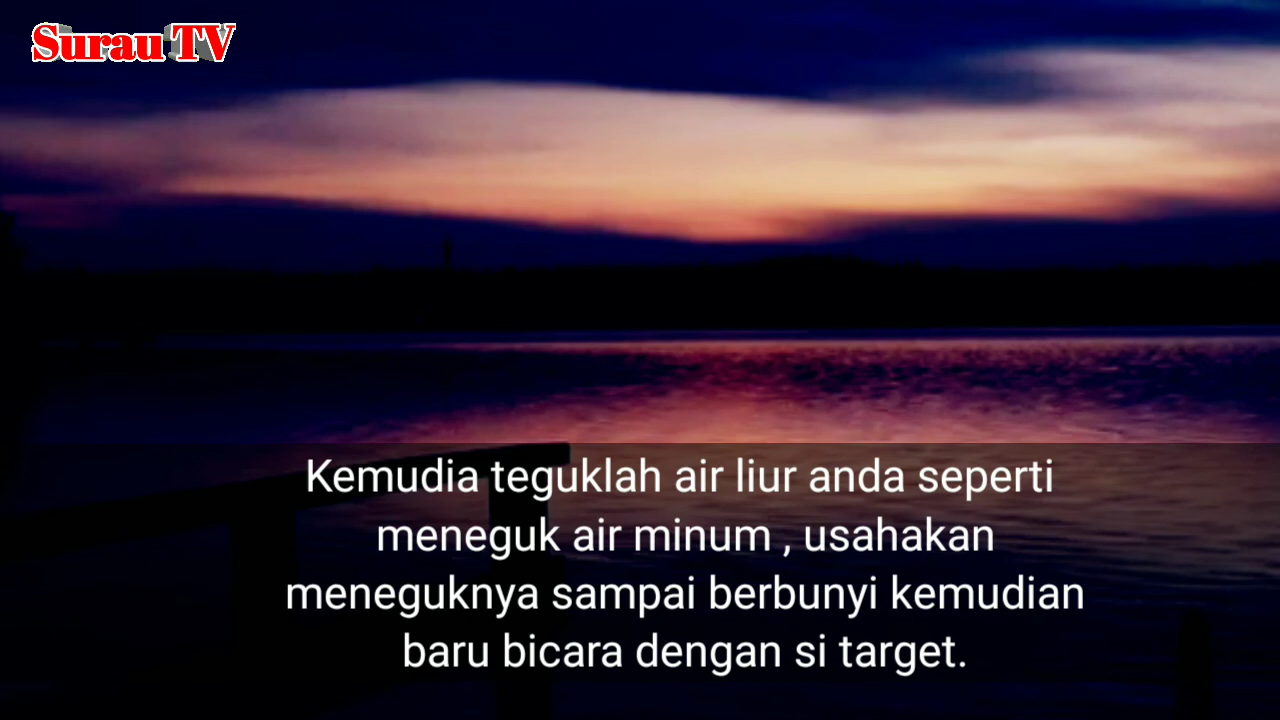 Surau TV
Kemudia teguklah air liur anda seperti
meneguk air minum , usahakan
meneguknya sampai berbunyi kemudian
baru bicara dengan si target.